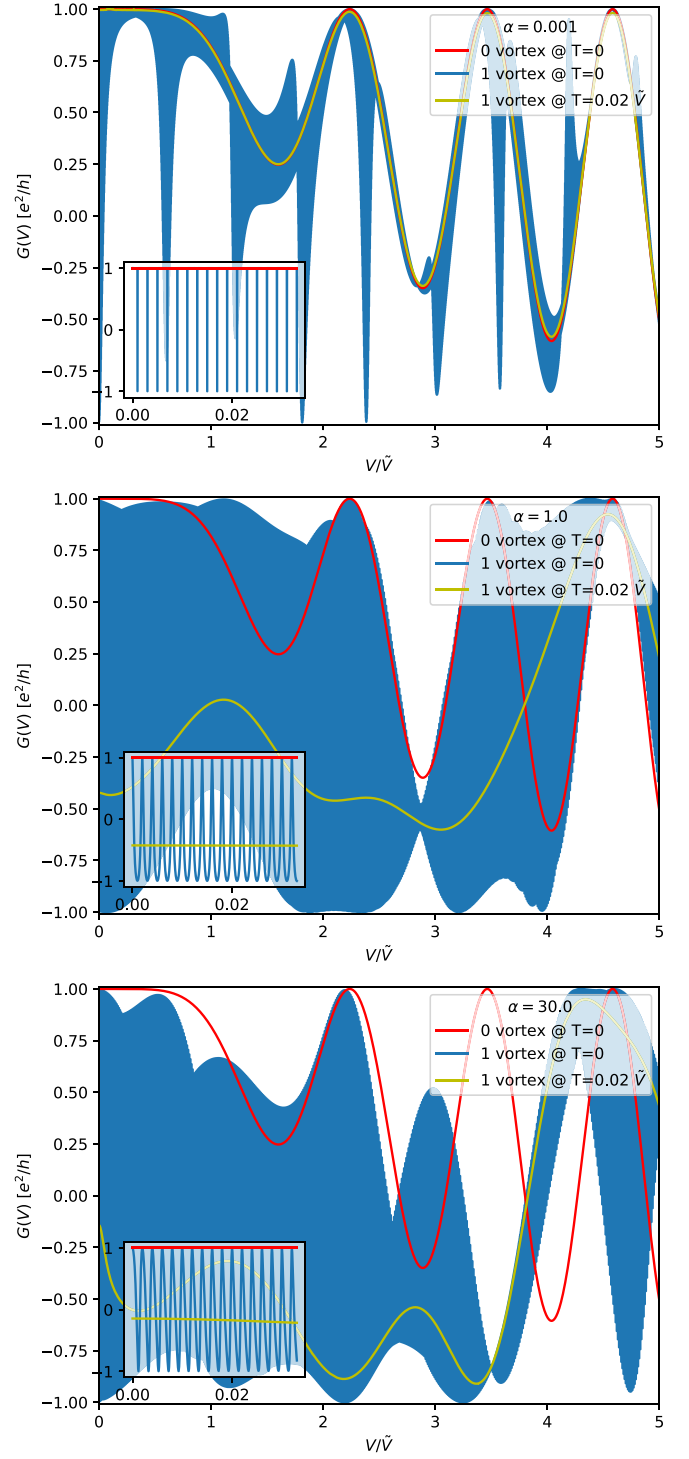 1.00
0.75
0.50
0.25
0.00
−0.25
−0.50
−0.75
−1.00
G(V) [e²/h]
α = 0.001
0 vortex @ T=0
1 vortex @ T=0
1 vortex @ T=0.02 Ṽ
1
0
−1
0.00 0.02
0 1 2 3 4 5
V/Ṽ
1.00
0.75
0.50
0.25
0.00
−0.25
−0.50
−0.75
−1.00
G(V) [e²/h]
α = 1.0
0 vortex @ T=0
1 vortex @ T=0
1 vortex @ T=0.02 Ṽ
1
0
−1
0.00 0.02
0 1 2 3 4 5
V/Ṽ
1.00
0.75
0.50
0.25
0.00
−0.25
−0.50
−0.75
−1.00
G(V) [e²/h]
α = 30.0
0 vortex @ T=0
1 vortex @ T=0
1 vortex @ T=0.02 Ṽ
1
0
−1
0.00 0.02
0 1 2 3 4 5
V/Ṽ